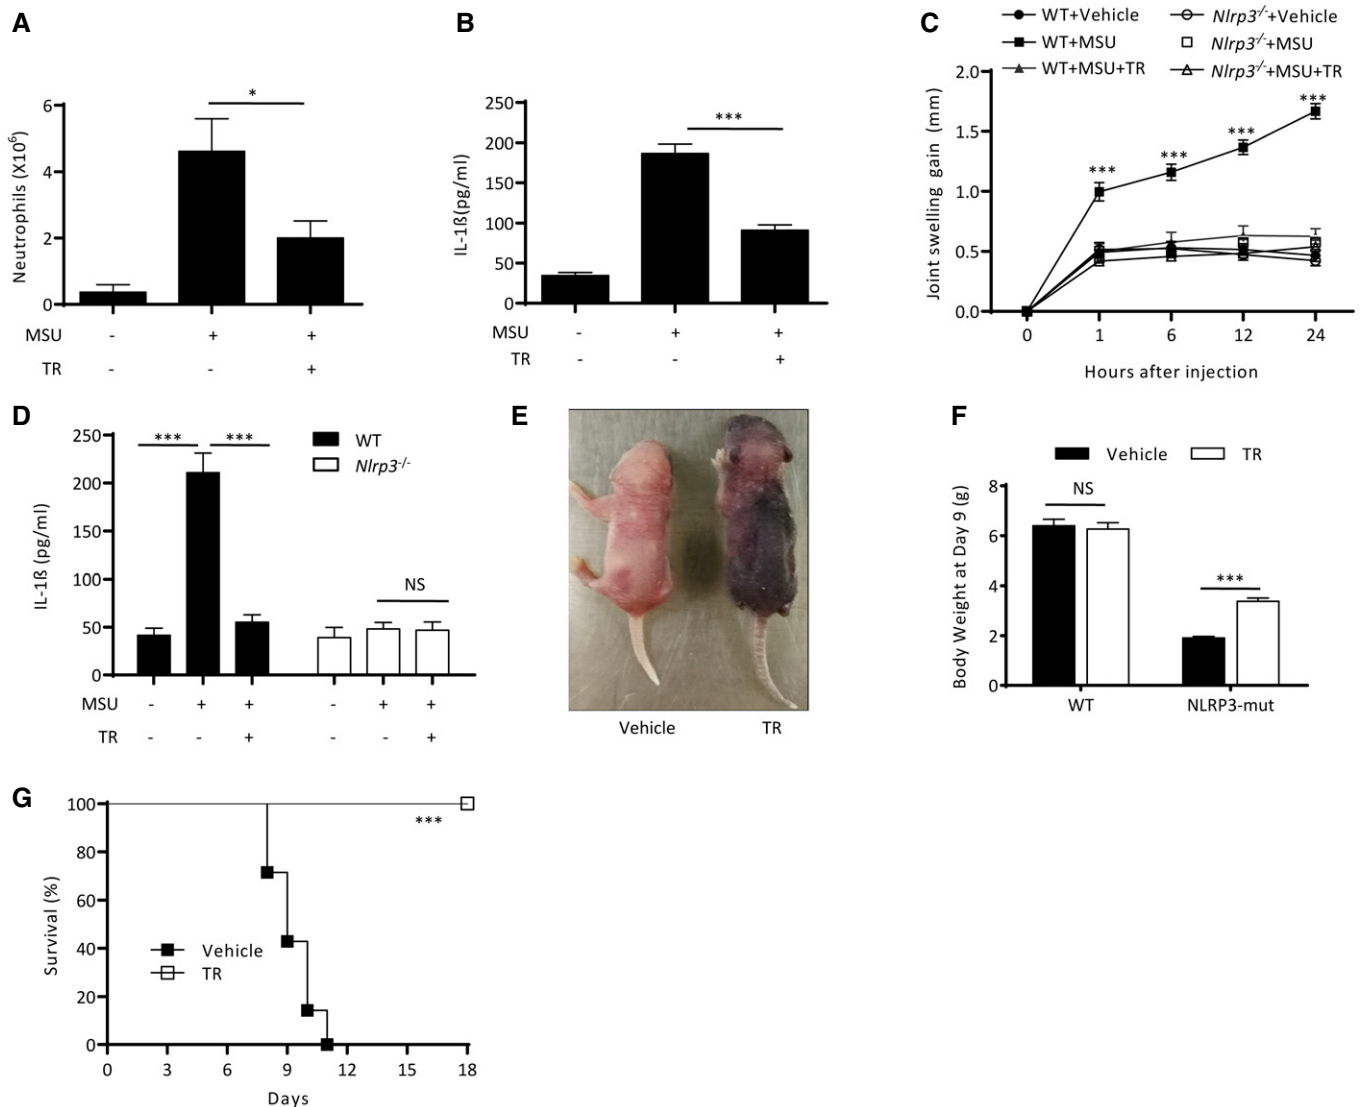 A
Neutrophils (X10⁶)
6
4
2
0
*
MSU - + +
TR - - +
B
IL-1ß(pg/ml)
250
200
150
100
50
0
***
MSU - + +
TR - - +
C
WT+Vehicle
WT+MSU
WT+MSU+TR
Nlrp3⁻/⁻+Vehicle
Nlrp3⁻/⁻+MSU
Nlrp3⁻/⁻+MSU+TR
Joint swelling gain (mm)
2.0
1.5
1.0
0.5
0.0
*** *** *** ***
0 1 6 12 24
Hours after injection
D
IL-1ß (pg/ml)
250
200
150
100
50
0
*** ***
NS
WT
Nlrp3⁻/⁻
MSU - + + - + +
TR - - + - - +
E
Vehicle TR
F
Vehicle TR
Body Weight at Day 9 (g)
8
6
4
2
0
NS
***
WT NLRP3-mut
G
Survival (%)
100
80
60
40
20
0
***
Vehicle
TR
0 3 6 9 12 15 18
Days